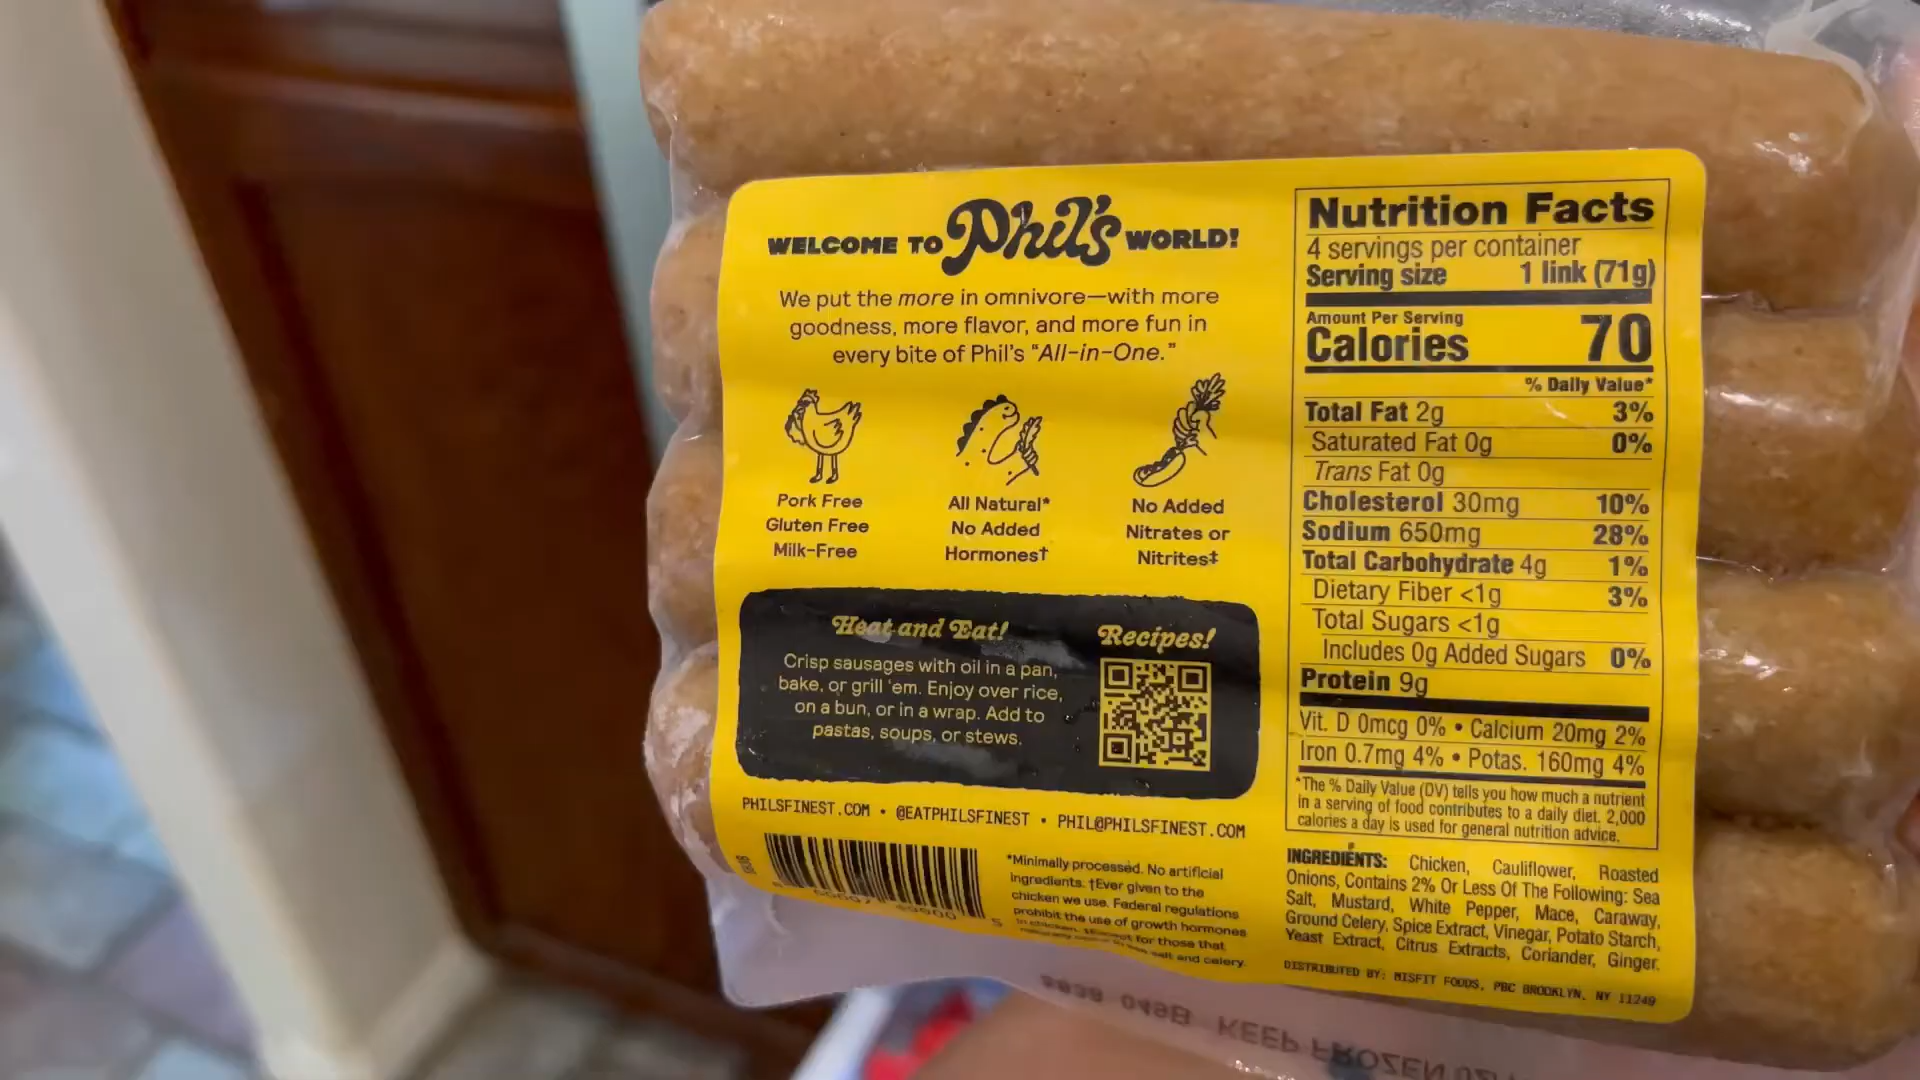 WELCOME TO Phil's WORLD!
We put the more in omnivore—with more
goodness, more flavor, and more fun in
every bite of Phil's "All-in-One."
Pork Free
Gluten Free
Milk-Free
All Natural*
No Added
Hormones†
No Added
Nitrates or
Nitrites‡
Heat and Eat!
Crisp sausages with oil in a pan,
bake, or grill 'em. Enjoy over rice,
on a bun, or in a wrap. Add to
pastas, soups, or stews.
Recipes!
PHILSFINEST.COM • @EATPHILSFINEST • PHIL@PHILSFINEST.COM
*Minimally processed. No artificial
ingredients. †Ever given to the
chicken we use. Federal regulations
prohibit the use of growth hormones
in chicken. ‡Except for those that
salt and celery.
Nutrition Facts
4 servings per container
Serving size 1 link (71g)
Amount Per Serving
Calories 70
% Daily Value*
Total Fat 2g 3%
Saturated Fat 0g 0%
Trans Fat 0g
Cholesterol 30mg 10%
Sodium 650mg 28%
Total Carbohydrate 4g 1%
Dietary Fiber <1g 3%
Total Sugars <1g
Includes 0g Added Sugars 0%
Protein 9g
Vit. D 0mcg 0% • Calcium 20mg 2%
Iron 0.7mg 4% • Potas. 160mg 4%
*The % Daily Value (DV) tells you how much a nutrient
in a serving of food contributes to a daily diet. 2,000
calories a day is used for general nutrition advice.
INGREDIENTS: Chicken, Cauliflower, Roasted
Onions, Contains 2% Or Less Of The Following: Sea
Salt, Mustard, White Pepper, Mace, Caraway,
Ground Celery, Spice Extract, Vinegar, Potato Starch,
Yeast Extract, Citrus Extracts, Coriander, Ginger.
DISTRIBUTED BY: MISFIT FOODS, PBC BROOKLYN, NY 11249
KEEP FROZEN